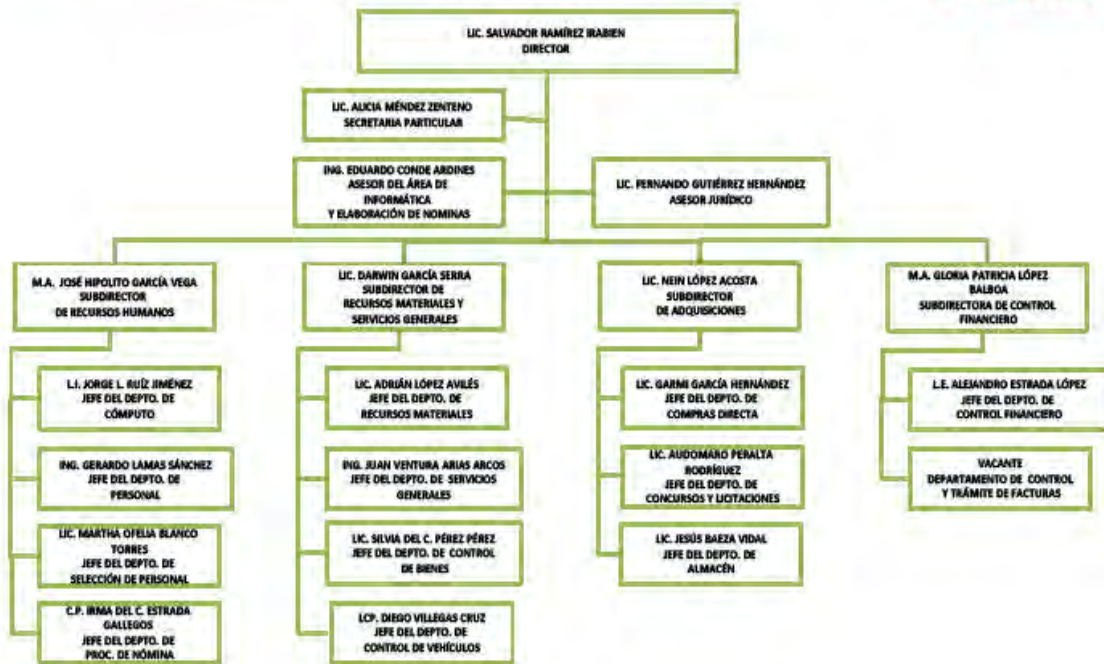 LIC. SALVADOR RAMÍREZ IRABIEN
DIRECTOR
LIC. ALICIA MÉNDEZ ZENTENO
SECRETARIA PARTICULAR
ING. EDUARDO CONDE ARDINES
ASESOR DEL ÁREA DE
INFORMÁTICA
Y ELABORACIÓN DE NOMINAS
LIC. FERNANDO GUTIÉRREZ HERNÁNDEZ
ASESOR JURÍDICO
M.A. JOSÉ HIPOLITO GARCÍA VEGA
SUBDIRECTOR
DE RECURSOS HUMANOS
LIC. DARWIN GARCÍA SERRA
SUBDIRECTOR DE
RECURSOS MATERIALES Y
SERVICIOS GENERALES
LIC. NEIN LÓPEZ ACOSTA
SUBDIRECTOR
DE ADQUISICIONES
M.A. GLORIA PATRICIA LÓPEZ
BALBOA
SUBDIRECTORA DE CONTROL
FINANCIERO
L.I. JORGE L. RUÍZ JIMÉNEZ
JEFE DEL DEPTO. DE
CÓMPUTO
ING. GERARDO LAMAS SÁNCHEZ
JEFE DEL DEPTO. DE
PERSONAL
LIC. MARTHA OFELIA BLANCO
TORRES
JEFE DEL DEPTO. DE
SELECCIÓN DE PERSONAL
C.P. IRMA DEL C. ESTRADA
GALLEGOS
JEFE DEL DEPTO. DE
PROC. DE NÓMINA
LIC. ADRIÁN LÓPEZ AVILÉS
JEFE DEL DEPTO. DE
RECURSOS MATERIALES
ING. JUAN VENTURA ARIAS ARCOS
JEFE DEL DEPTO. DE SERVICIOS
GENERALES
LIC. SILVIA DEL C. PÉREZ PÉREZ
JEFE DEL DEPTO. DE CONTROL
DE BIENES
LCP. DIEGO VILLEGAS CRUZ
JEFE DEL DEPTO. DE
CONTROL DE VEHÍCULOS
LIC. GARMI GARCÍA HERNÁNDEZ
JEFE DEL DEPTO. DE
COMPRAS DIRECTA
LIC. AUDOMARO PERALTA
RODRÍGUEZ
JEFE DEL DEPTO. DE
CONCURSOS Y LICITACIONES
LIC. JESÚS BAEZA VIDAL
JEFE DEL DEPTO. DE
ALMACÉN
L.E. ALEJANDRO ESTRADA LÓPEZ
JEFE DEL DEPTO. DE
CONTROL FINANCIERO
VACANTE
DEPARTAMENTO DE CONTROL
Y TRÁMITE DE FACTURAS